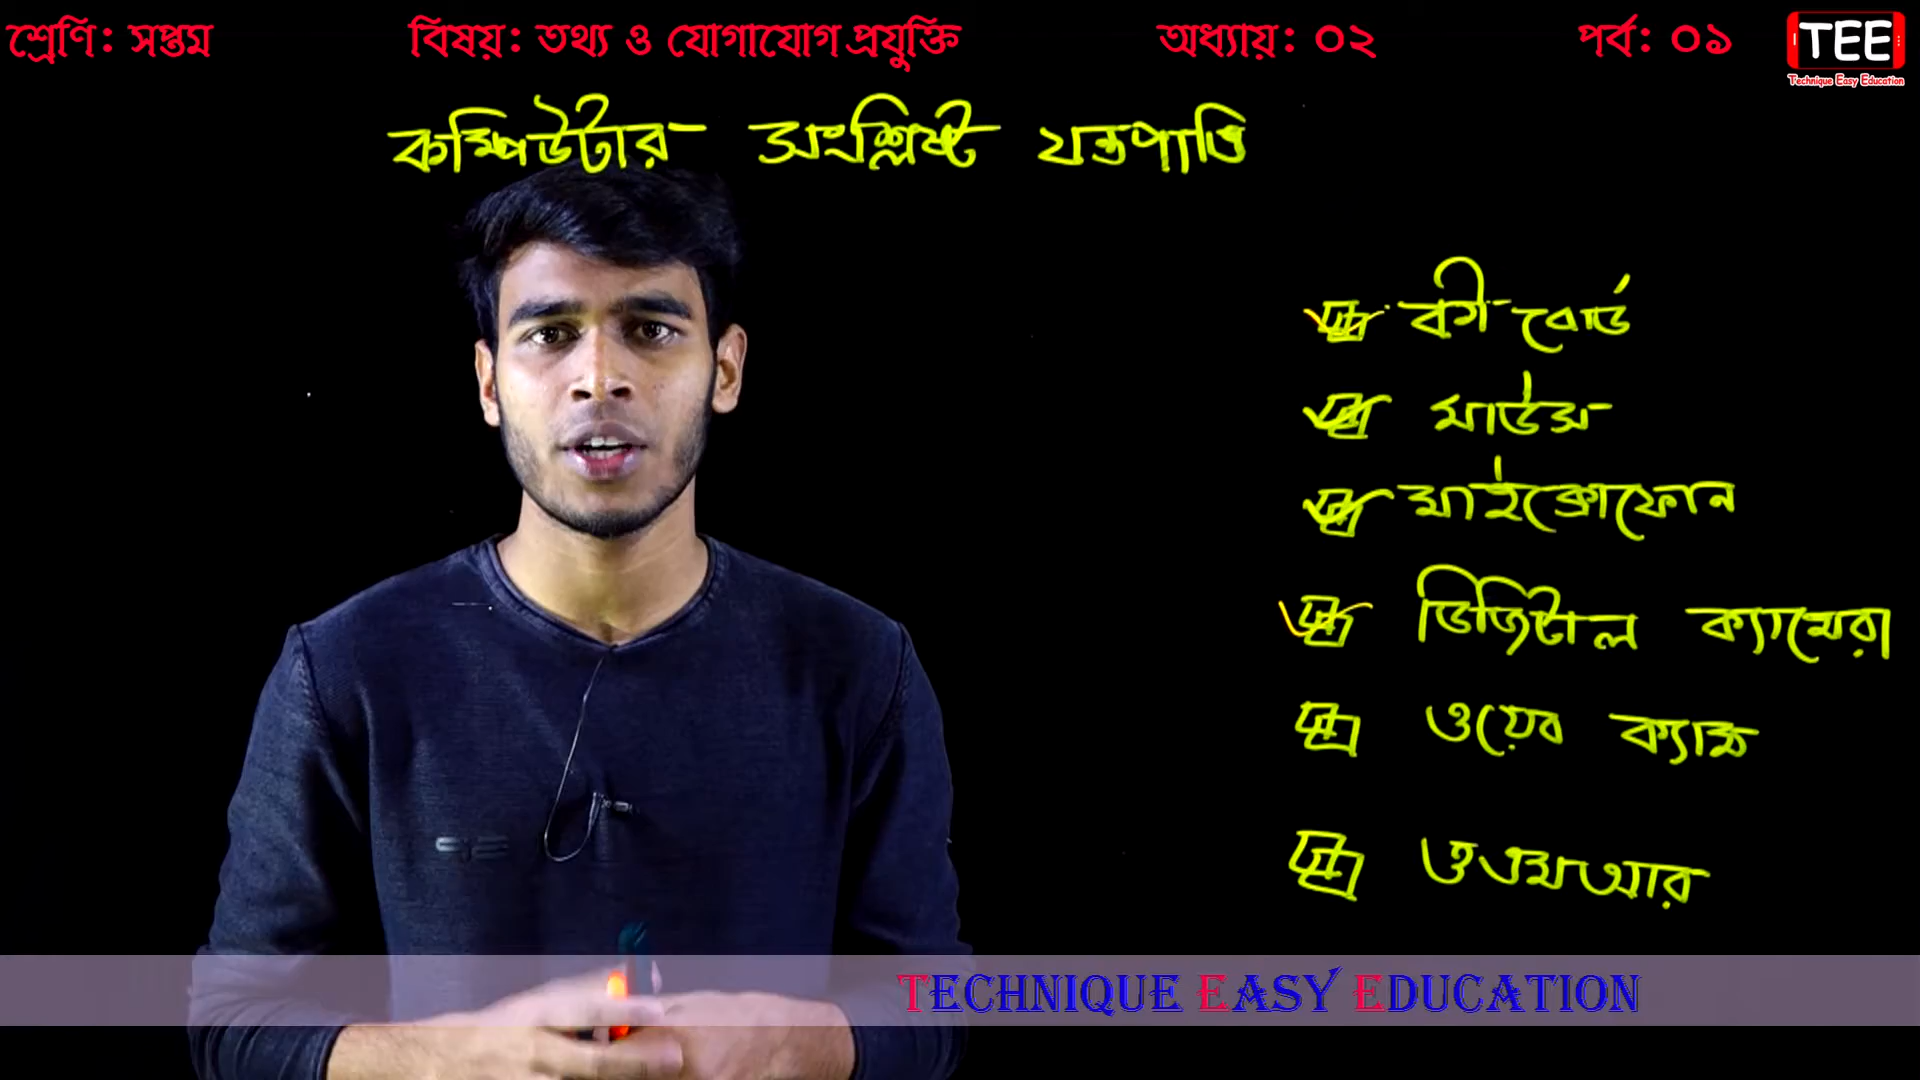 শ্রেণি: সপ্তম বিষয়: তথ্য ও যোগাযোগ প্রযুক্তি অধ্যায়: ০২ পর্ব: ০১
TEE
Technique Easy Education
কম্পিউটার সংশ্লিষ্ট যন্ত্রপাতি
কী-বোর্ড
মাউস
মাইক্রোফোন
ডিজিটাল ক্যামেরা
ওয়েব ক্যাম
ওএমআর
TECHNIQUE EASY EDUCATION